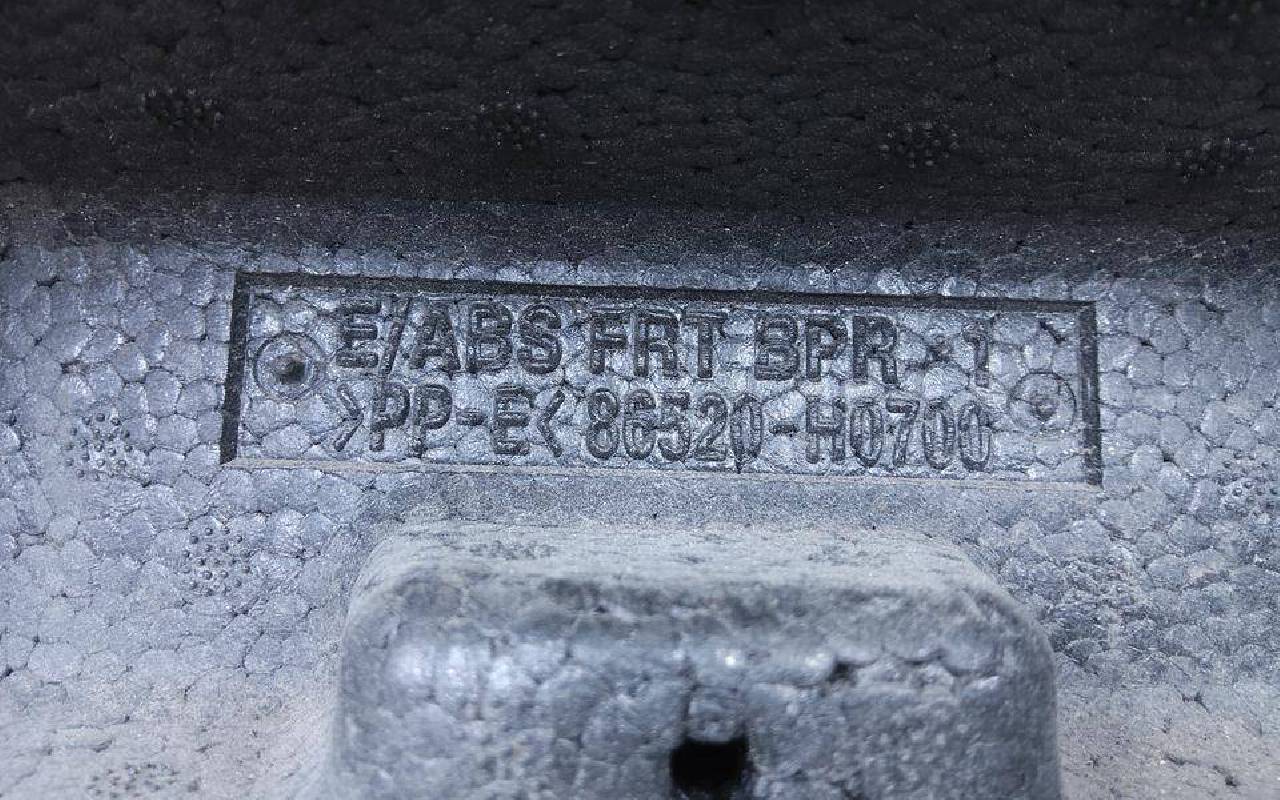 E/ABS FRT BPR - 1
>PP-E< 86520-H0700